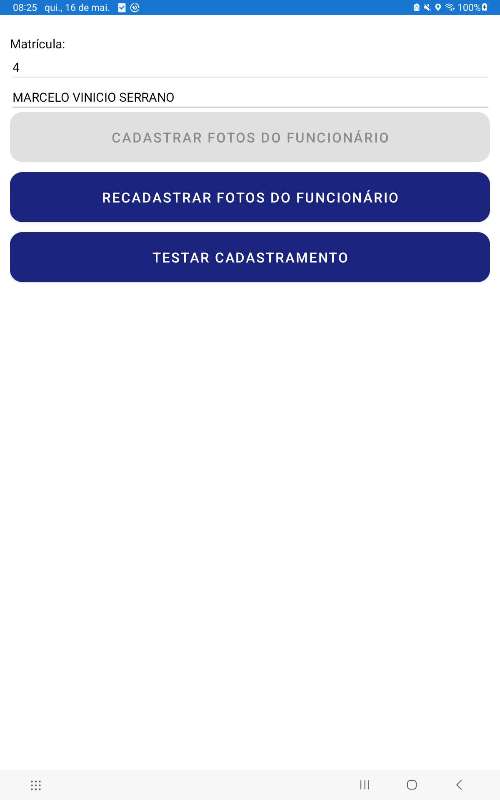 08:25 qui., 16 de mai. 100%
Matrícula:
4
MARCELO VINICIO SERRANO
CADASTRAR FOTOS DO FUNCIONÁRIO
RECADASTRAR FOTOS DO FUNCIONÁRIO
TESTAR CADASTRAMENTO